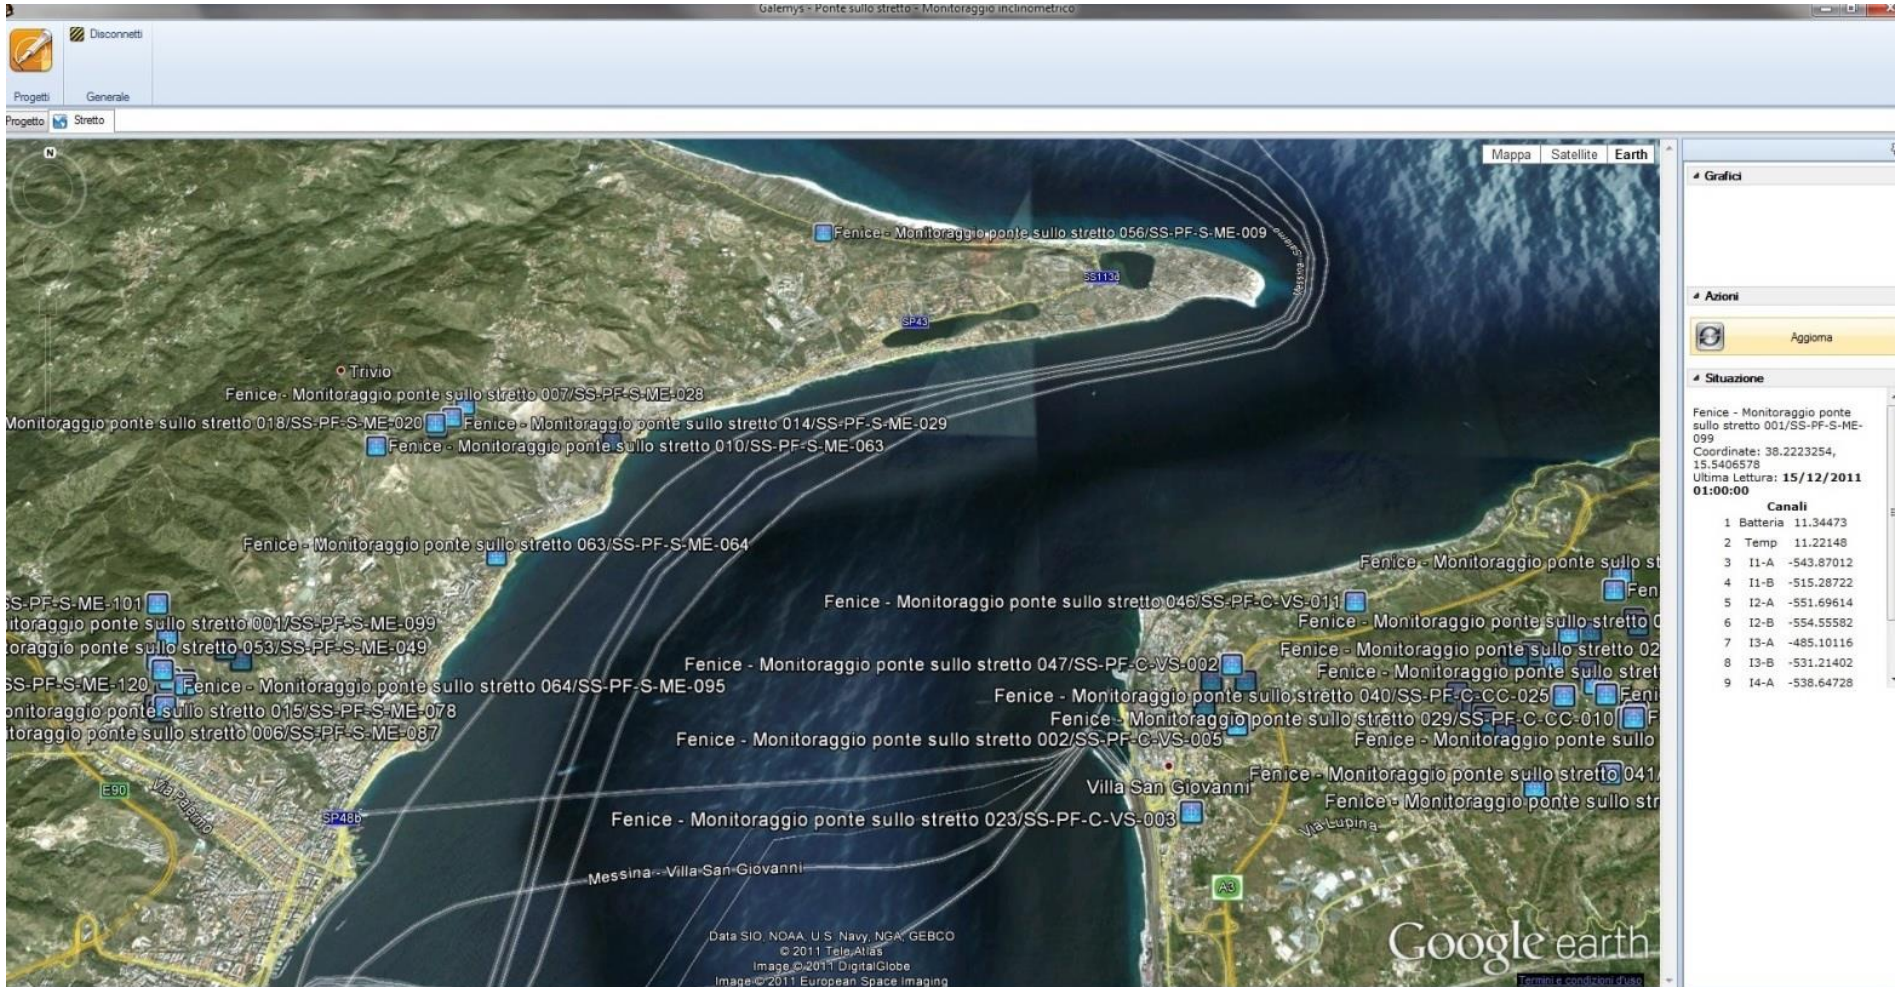 Galemys - Ponte sullo stretto - Monitoraggio inclinometrico
Disconnetti
Progetti
Generale
Progetto
Stretto
Mappa
Satellite
Earth
N
Fenice - Monitoraggio ponte sullo stretto 056/SS-PF-S-ME-009
Messina - Salerno
SS113d
SP43
Trivio
Fenice - Monitoraggio ponte sullo stretto 007/SS-PF-S-ME-028
Monitoraggio ponte sullo stretto 018/SS-PF-S-ME-020
Fenice - Monitoraggio ponte sullo stretto 014/SS-PF-S-ME-029
Fenice - Monitoraggio ponte sullo stretto 010/SS-PF-S-ME-063
Fenice - Monitoraggio ponte sullo stretto 063/SS-PF-S-ME-064
Fenice - Monitoraggio ponte sullo st
SS-PF-S-ME-101
Fenice - Monitoraggio ponte sullo stretto 046/SS-PF-C-VS-011
Fen
itoraggio ponte sullo stretto 001/SS-PF-S-ME-099
Fenice - Monitoraggio ponte sullo stretto 0
oraggio ponte sullo stretto 053/SS-PF-S-ME-049
Fenice - Monitoraggio ponte sullo stretto 02
Fenice - Monitoraggio ponte sullo stretto 047/SS-PF-C-VS-002
Fenice - Monitoraggio ponte sullo stret
SS-PF-S-ME-120
Fenice - Monitoraggio ponte sullo stretto 064/SS-PF-S-ME-095
Fenice - Monitoraggio ponte sullo stretto 040/SS-PF-C-CC-025
Feni
onitoraggio ponte sullo stretto 015/SS-PF-S-ME-078
Fenice - Monitoraggio ponte sullo stretto 029/SS-PF-C-CC-010
F
itoraggio ponte sullo stretto 006/SS-PF-S-ME-087
Fenice - Monitoraggio ponte sullo stretto 002/SS-PF-C-VS-005
Fenice - Monitoraggio ponte sullo
Fenice - Monitoraggio ponte sullo stretto 041/
Villa San Giovanni
Fenice - Monitoraggio ponte sullo str
E90
Via Palermo
SP48b
Fenice - Monitoraggio ponte sullo stretto 023/SS-PF-C-VS-003
Via Lupina
Messina - Villa San Giovanni
A3
Data SIO, NOAA, U.S. Navy, NGA, GEBCO
© 2011 Tele Atlas
Image © 2011 DigitalGlobe
Image © 2011 European Space Imaging
Google earth
Termini e condizioni d'uso
Grafici
Azioni
Aggiorna
Situazione
Fenice - Monitoraggio ponte
sullo stretto 001/SS-PF-S-ME-
099
Coordinate: 38.2223254,
15.5406578
Ultima Lettura: 15/12/2011
01:00:00
Canali
1 Batteria 11.34473
2 Temp 11.22148
3 I1-A -543.87012
4 I1-B -515.28722
5 I2-A -551.69614
6 I2-B -554.55582
7 I3-A -485.10116
8 I3-B -531.21402
9 I4-A -538.64728